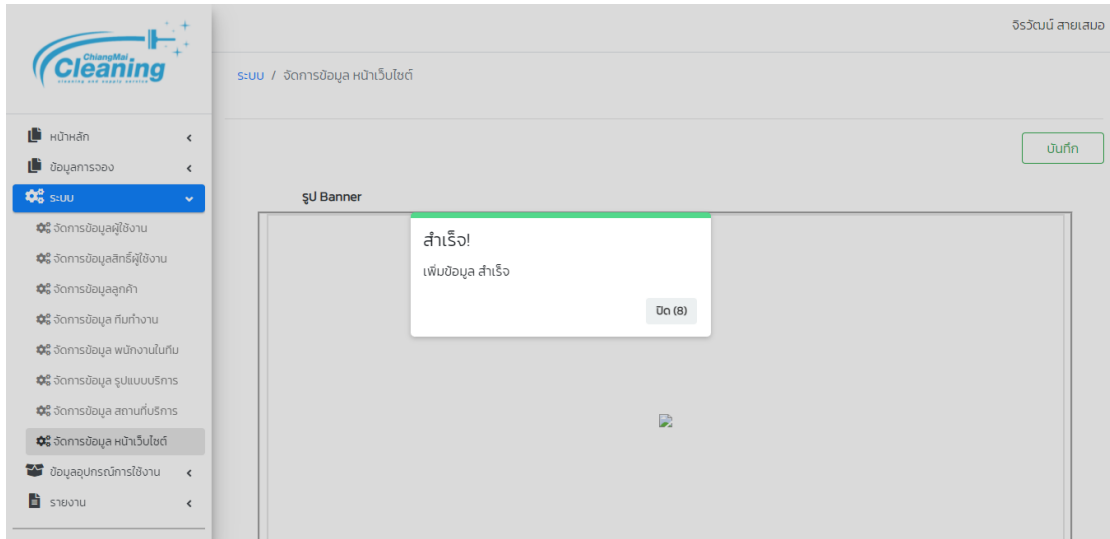 ChiangMai
Cleaning
cleaning and supply service
จิรวัฒน์ สายเสมอ
ระบบ / จัดการข้อมูล หน้าเว็บไซต์
หน้าหลัก
ข้อมูลการจอง
ระบบ
จัดการข้อมูลผู้ใช้งาน
จัดการข้อมูลสิทธิ์ผู้ใช้งาน
จัดการข้อมูลลูกค้า
จัดการข้อมูล ทีมทำงาน
จัดการข้อมูล พนักงานในทีม
จัดการข้อมูล รูปแบบบริการ
จัดการข้อมูล สถานที่บริการ
จัดการข้อมูล หน้าเว็บไซต์
ข้อมูลอุปกรณ์การใช้งาน
รายงาน
บันทึก
รูป Banner
สำเร็จ!
เพิ่มข้อมูล สำเร็จ
ปิด (8)